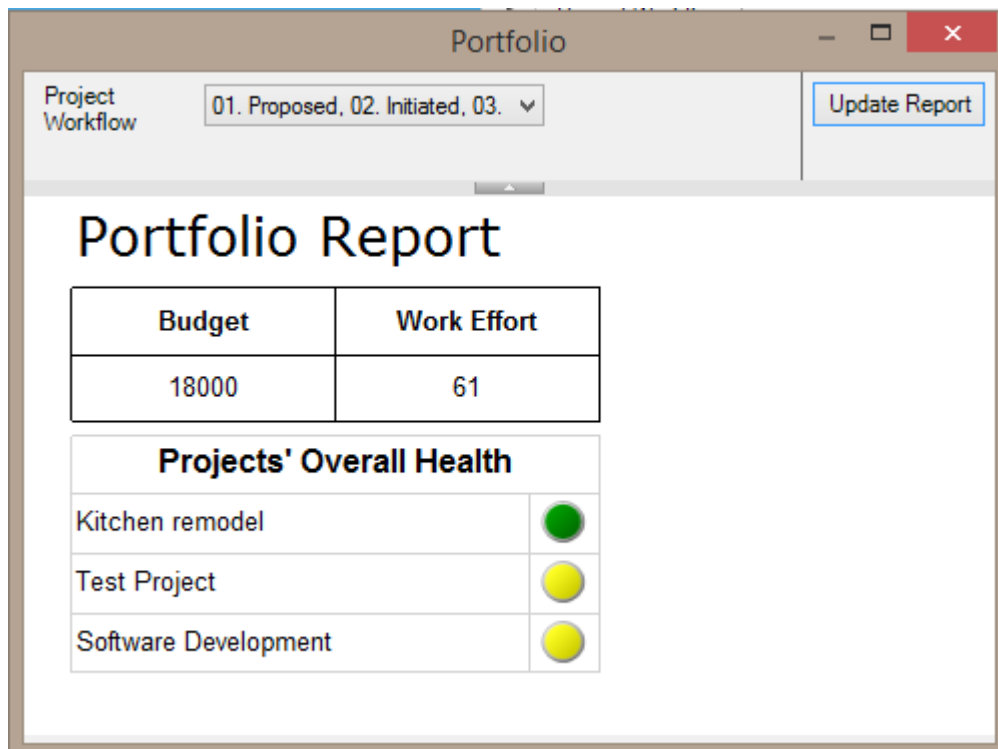 Portfolio
Project
Workflow
01. Proposed, 02. Initiated, 03.
Update Report
Portfolio Report
Budget Work Effort
18000 61
Projects' Overall Health
Kitchen remodel
Test Project
Software Development